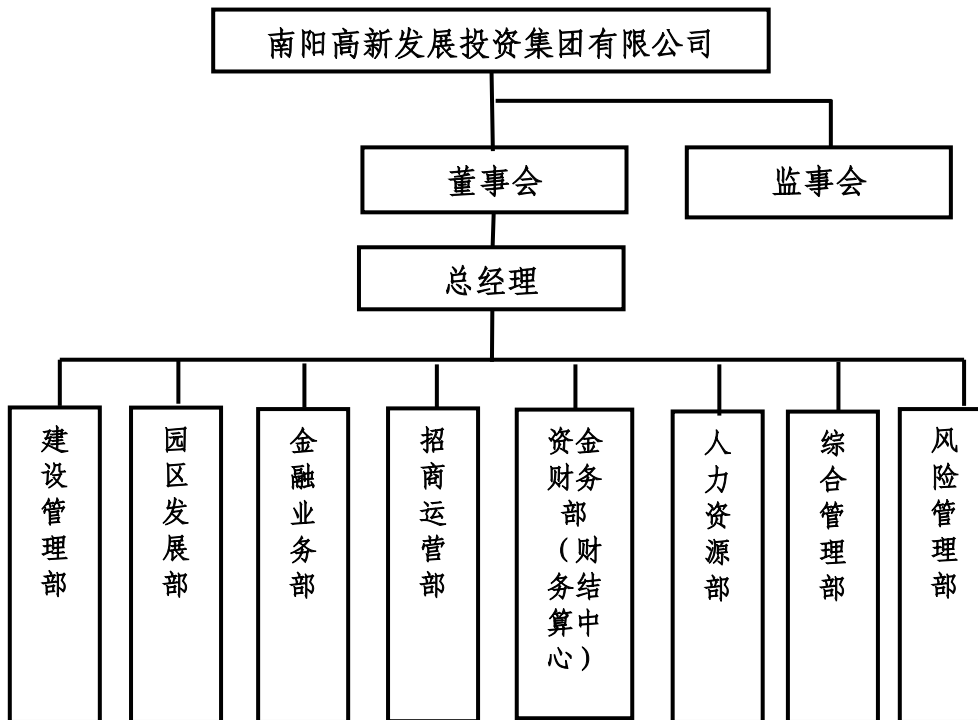 南阳高新发展投资集团有限公司
董事会
监事会
总经理
建设管理部
园区发展部
金融业务部
招商运营部
资金财务部（财务结算中心）
人力资源部
综合管理部
风险管理部